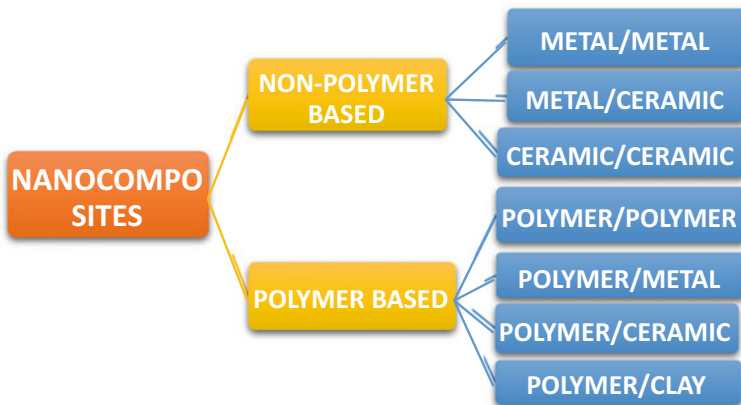 NANOCOMPO
SITES
NON-POLYMER
BASED
METAL/METAL
METAL/CERAMIC
CERAMIC/CERAMIC
POLYMER BASED
POLYMER/POLYMER
POLYMER/METAL
POLYMER/CERAMIC
POLYMER/CLAY